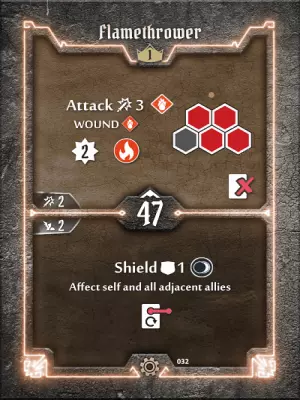 Flamethrower
1
Attack 3
WOUND
2
2
47
2
Shield 1
Affect self and all adjacent allies
032